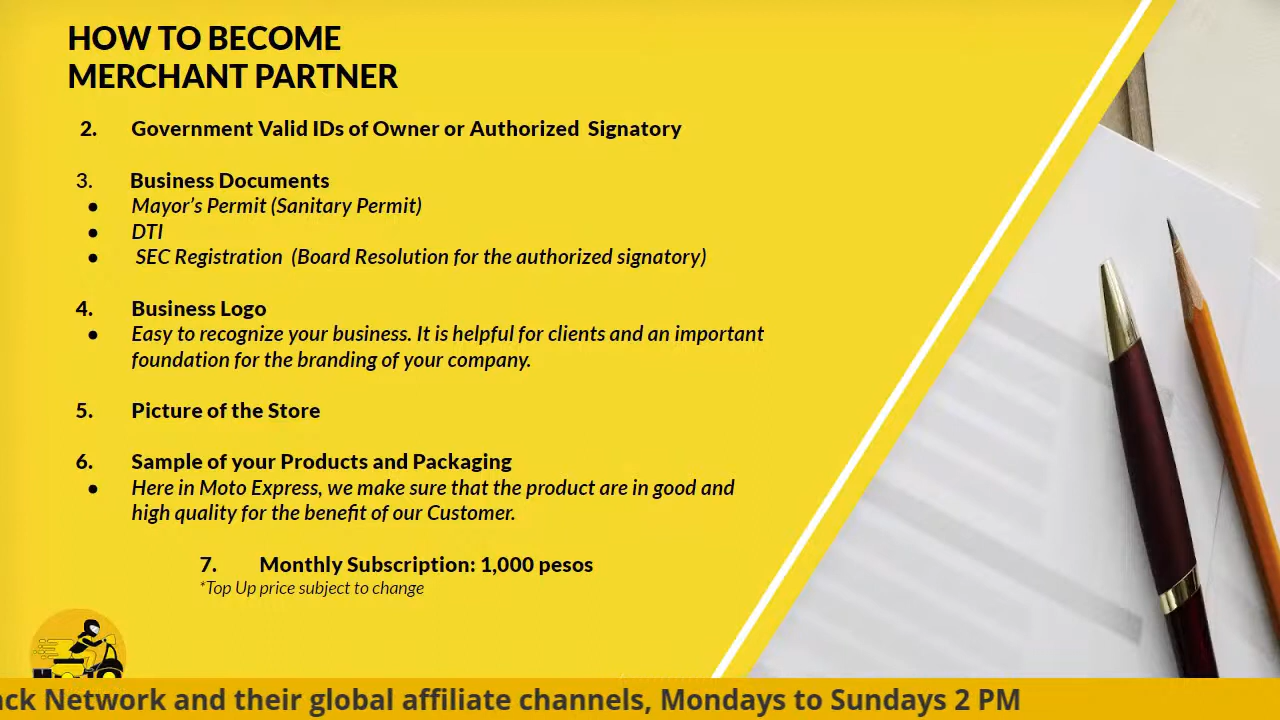 HOW TO BECOME
MERCHANT PARTNER
2. Government Valid IDs of Owner or Authorized Signatory
3. Business Documents
● Mayor's Permit (Sanitary Permit)
● DTI
● SEC Registration (Board Resolution for the authorized signatory)
4. Business Logo
● Easy to recognize your business. It is helpful for clients and an important
foundation for the branding of your company.
5. Picture of the Store
6. Sample of your Products and Packaging
● Here in Moto Express, we make sure that the product are in good and
high quality for the benefit of our Customer.
7. Monthly Subscription: 1,000 pesos
*Top Up price subject to change
Network and their global affiliate channels, Mondays to Sundays 2 PM